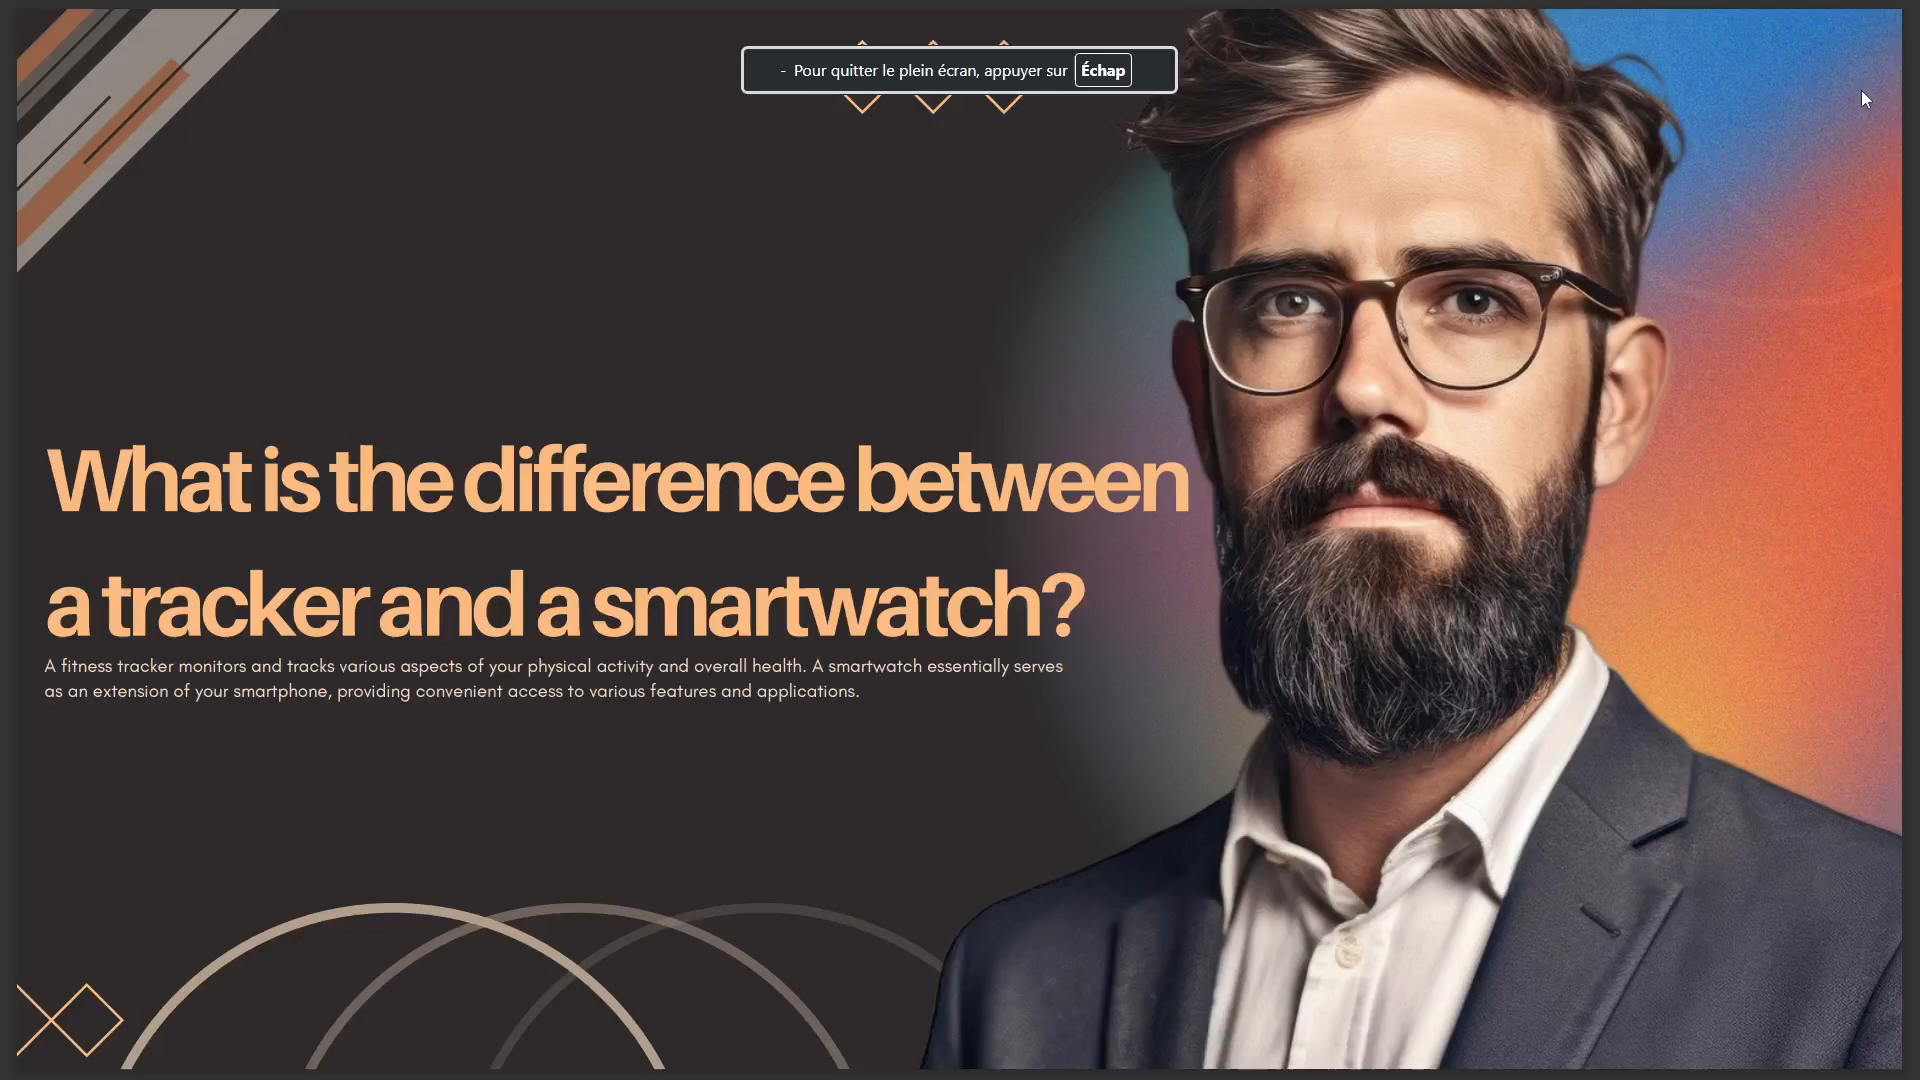 - Pour quitter le plein écran, appuyer sur Échap
What is the difference between
a tracker and a smartwatch?
A fitness tracker monitors and tracks various aspects of your physical activity and overall health. A smartwatch essentially serves
as an extension of your smartphone, providing convenient access to various features and applications.